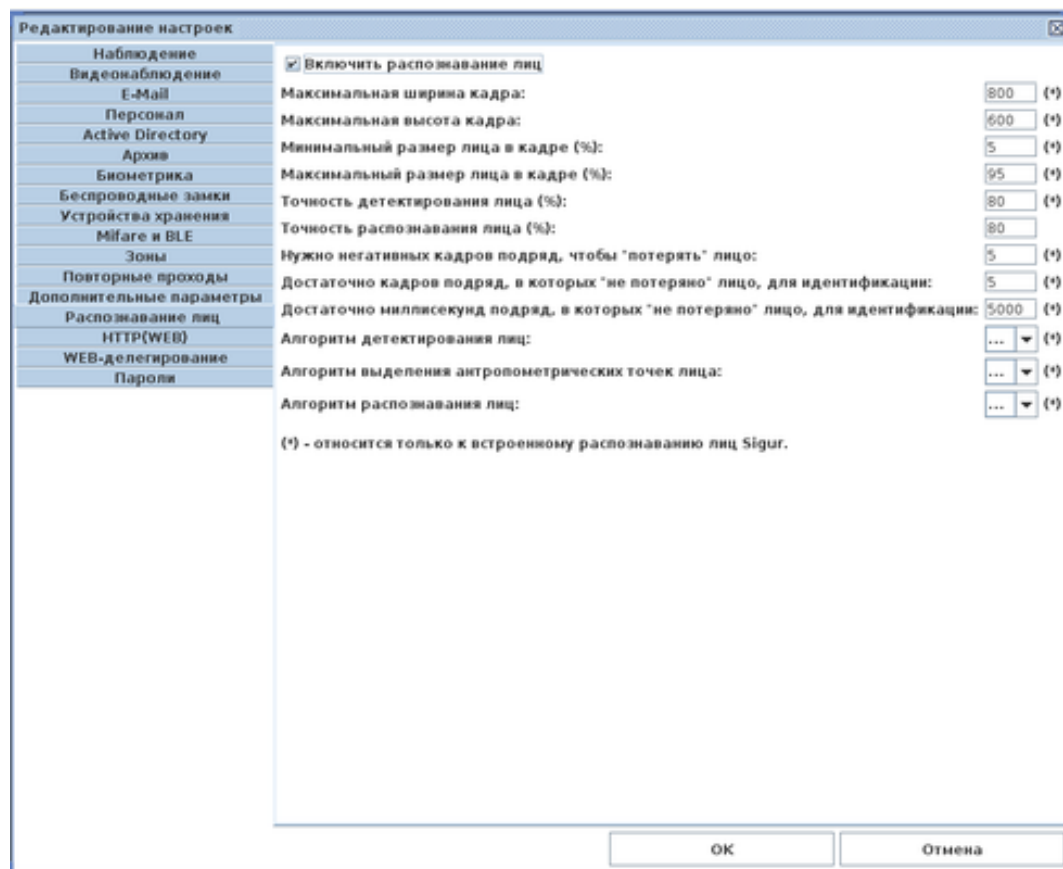 Редактирование настроек
Наблюдение
Видеонаблюдение
E-Mail
Персонал
Active Directory
Архив
Биометрика
Беспроводные замки
Устройства хранения
Mifare и BLE
Зоны
Повторные проходы
Дополнительные параметры
Распознавание лиц
HTTP(WEB)
WEB-делегирование
Пароли
Включить распознавание лиц
Максимальная ширина кадра: 800 (*)
Максимальная высота кадра: 600 (*)
Минимальный размер лица в кадре (%): 5 (*)
Максимальный размер лица в кадре (%): 95 (*)
Точность детектирования лица (%): 80 (*)
Точность распознавания лица (%): 80
Нужно негативных кадров подряд, чтобы "потерять" лицо: 5 (*)
Достаточно кадров подряд, в которых "не потеряно" лицо, для идентификации: 5 (*)
Достаточно миллисекунд подряд, в которых "не потеряно" лицо, для идентификации: 5000 (*)
Алгоритм детектирования лиц: ... (*)
Алгоритм выделения антропометрических точек лица: ... (*)
Алгоритм распознавания лиц: ... (*)
(*) - относится только к встроенному распознаванию лиц Sigur.
OK Отмена